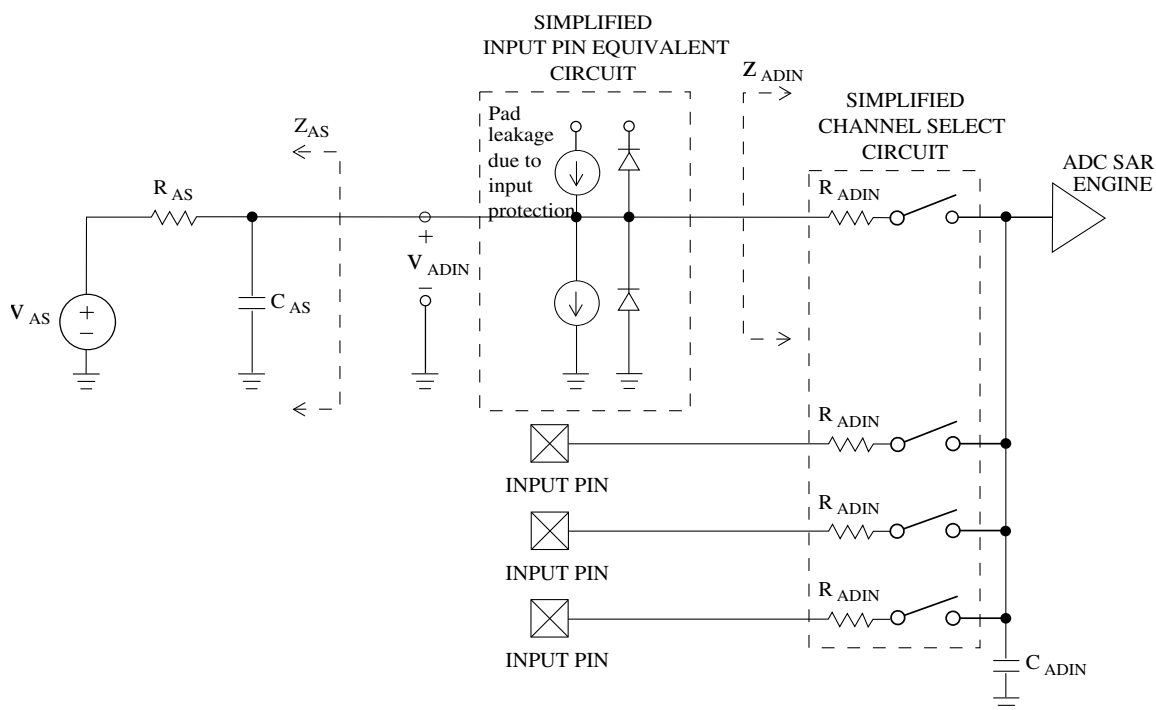 SIMPLIFIED
INPUT PIN EQUIVALENT
CIRCUIT
Z ADIN
SIMPLIFIED
CHANNEL SELECT
CIRCUIT
Pad
leakage
due to
input
protection
Z AS
ADC SAR
ENGINE
R AS
R ADIN
+
V ADIN
−
C AS
V AS
+
−
R ADIN
INPUT PIN
R ADIN
INPUT PIN
R ADIN
INPUT PIN
C ADIN